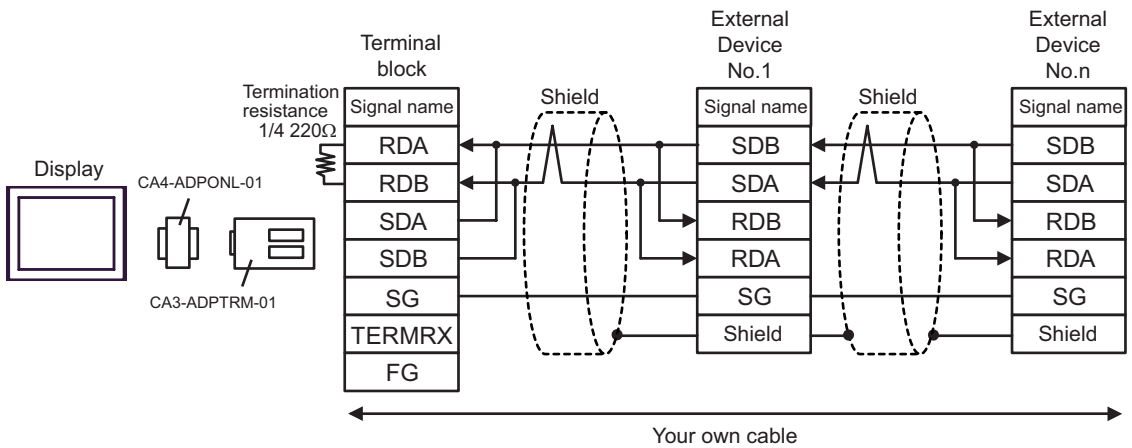 Display
CA4-ADPONL-01
CA3-ADPTRM-01
Termination
resistance
1/4 220Ω
Terminal
block
Signal name
RDA
RDB
SDA
SDB
SG
TERMRX
FG
Shield
External
Device
No.1
Signal name
SDB
SDA
RDB
RDA
SG
Shield
Shield
External
Device
No.n
Signal name
SDB
SDA
RDB
RDA
SG
Shield
Your own cable